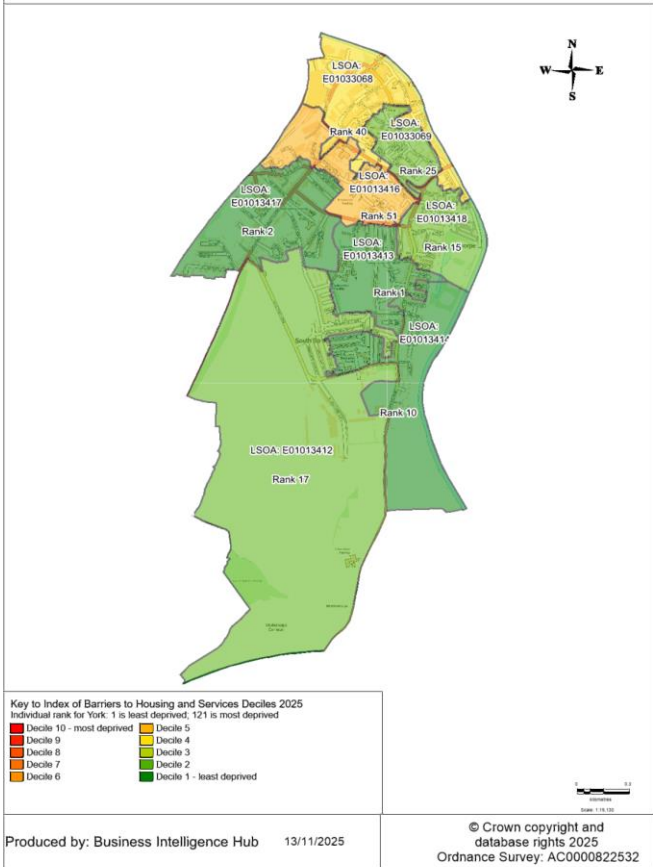 N
W E
S
LSOA:
E01033068
LSOA:
E01033069
Rank 40
Rank 25
LSOA:
E01013416
LSOA:
E01013417
Rank 51
LSOA:
E01013418
Rank 2
LSOA:
E01013413
Rank 15
Rank 1
LSOA:
E01013414
Rank 10
LSOA: E01013412
Rank 17
Key to Index of Barriers to Housing and Services Deciles 2025
Individual rank for York: 1 is least deprived; 121 is most deprived
Decile 10 - most deprived
Decile 9
Decile 8
Decile 7
Decile 6
Decile 5
Decile 4
Decile 3
Decile 2
Decile 1 - least deprived
kilometres
Produced by: Business Intelligence Hub 13/11/2025
© Crown copyright and
database rights 2025
Ordnance Survey: AC0000822532